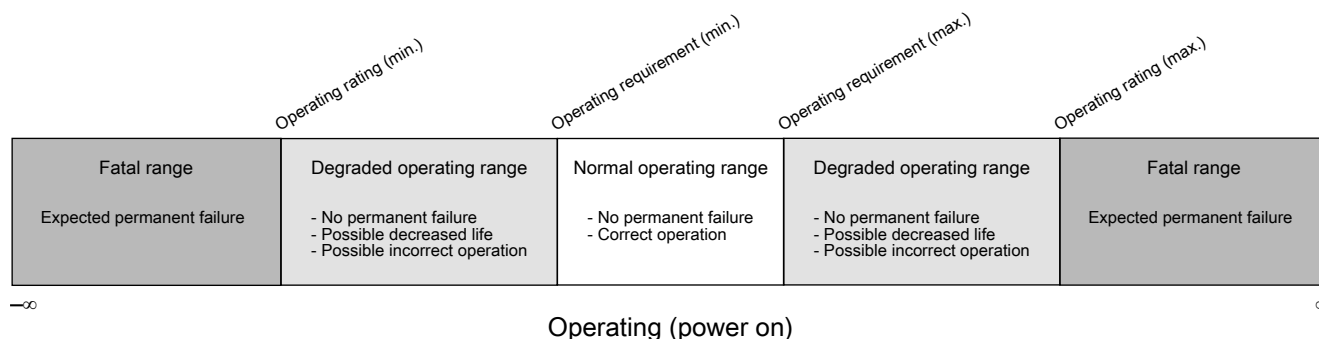 Operating rating (min.)
Operating requirement (min.)
Operating requirement (max.)
Operating rating (max.)
Fatal range
Degraded operating range
Normal operating range
Degraded operating range
Fatal range
Expected permanent failure
- No permanent failure
- Possible decreased life
- Possible incorrect operation
- No permanent failure
- Correct operation
- No permanent failure
- Possible decreased life
- Possible incorrect operation
Expected permanent failure
–∞
Operating (power on)